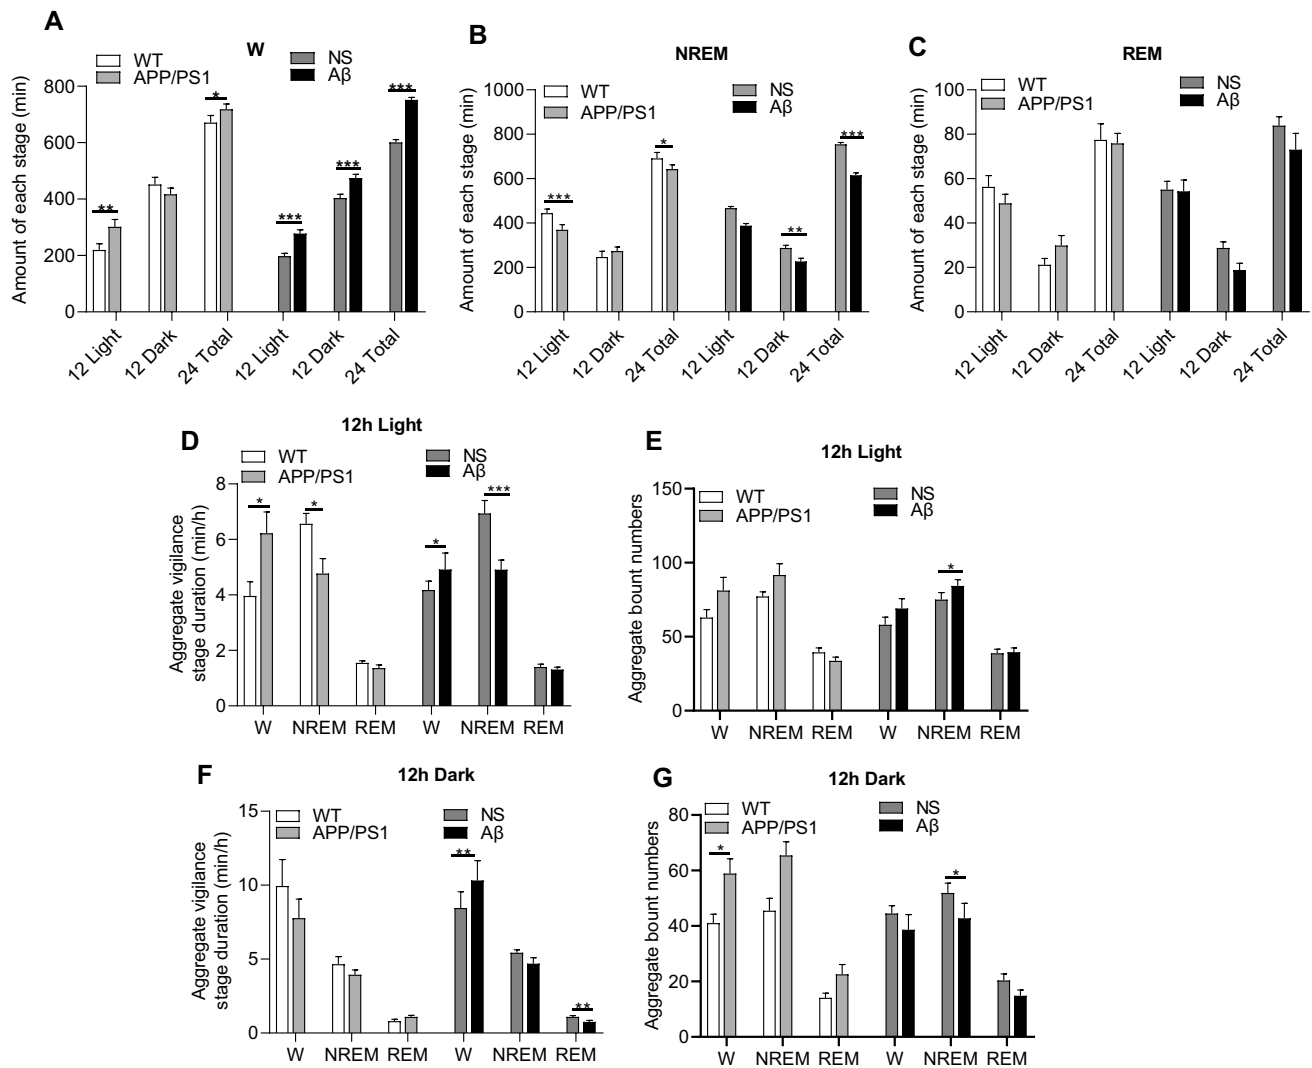 A
W
WT
APP/PS1
NS
Aβ
Amount of each stage (min)
800
600
400
200
0
**
*
***
***
***
12 Light
12 Dark
24 Total
12 Light
12 Dark
24 Total
B
NREM
WT
APP/PS1
NS
Aβ
Amount of each stage (min)
1000
800
600
400
200
0
***
*
**
***
12 Light
12 Dark
24 Total
12 Light
12 Dark
24 Total
C
REM
WT
APP/PS1
NS
Aβ
Amount of each stage (min)
100
80
60
40
20
0
12 Light
12 Dark
24 Total
12 Light
12 Dark
24 Total
D
12h Light
WT
APP/PS1
NS
Aβ
Aggregate vigilance
stage duration (min/h)
8
6
4
2
0
*
*
*
***
W
NREM
REM
W
NREM
REM
E
12h Light
WT
APP/PS1
NS
Aβ
Aggregate bount numbers
150
100
50
0
*
W
NREM
REM
W
NREM
REM
F
12h Dark
WT
APP/PS1
NS
Aβ
Aggregate vigilance
stage duration (min/h)
15
10
5
0
**
**
W
NREM
REM
W
NREM
REM
G
12h Dark
WT
APP/PS1
NS
Aβ
Aggregate bount numbers
80
60
40
20
0
*
*
W
NREM
REM
W
NREM
REM